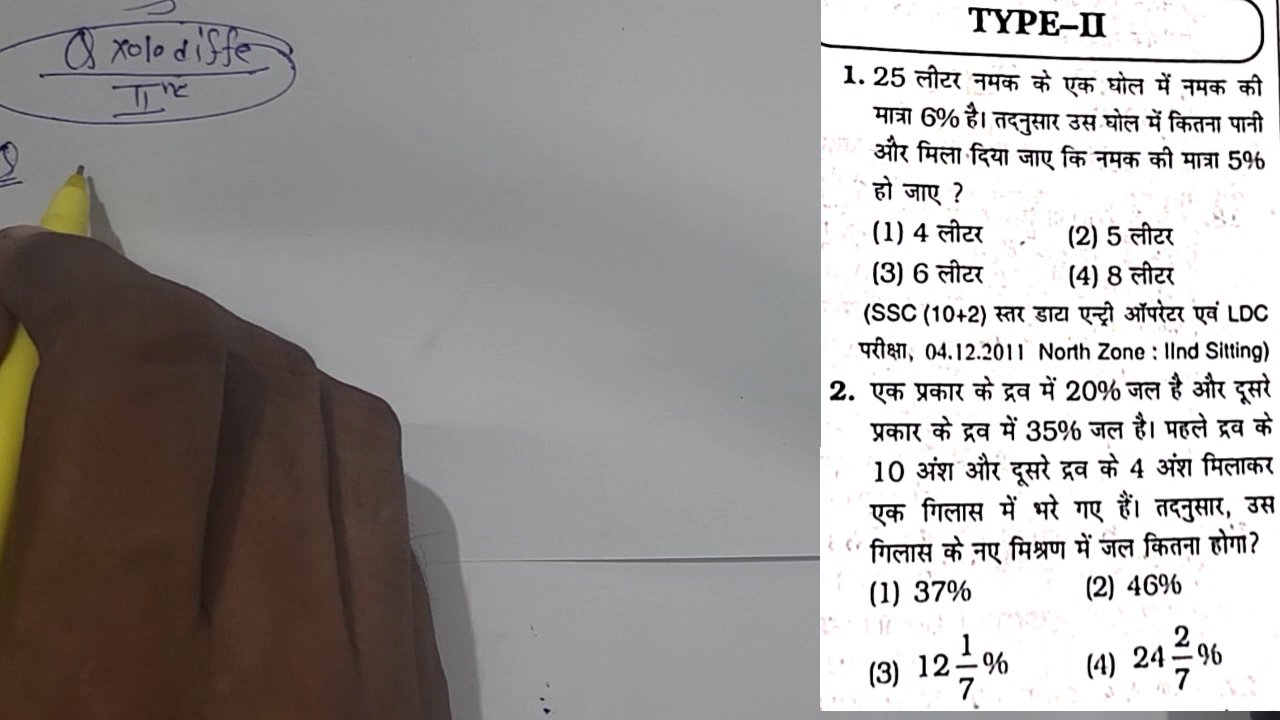 Q x% diffe
IInd
Q
TYPE–II
1. 25 लीटर नमक के एक घोल में नमक की
मात्रा 6% है। तद्नुसार उस घोल में कितना पानी
और मिला दिया जाए कि नमक की मात्रा 5%
हो जाए ?
(1) 4 लीटर (2) 5 लीटर
(3) 6 लीटर (4) 8 लीटर
(SSC (10+2) स्तर डाटा एन्ट्री ऑपरेटर एवं LDC
परीक्षा, 04.12.2011 North Zone : IInd Sitting)
2. एक प्रकार के द्रव में 20% जल है और दूसरे
प्रकार के द्रव में 35% जल है। पहले द्रव के
10 अंश और दूसरे द्रव के 4 अंश मिलाकर
एक गिलास में भरे गए हैं। तद्नुसार, उस
गिलास के नए मिश्रण में जल कितना होगा?
(1) 37% (2) 46%
(3) 12 1/7 % (4) 24 2/7 %